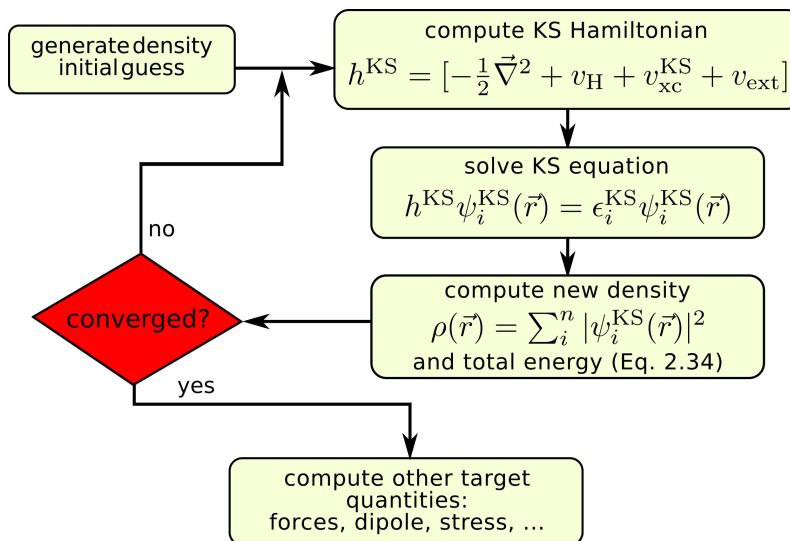 generate density
initial guess
compute KS Hamiltonian
h^KS = [−½∇⃗² + v_H + v_xc^KS + v_ext]
solve KS equation
h^KS ψ_i^KS(r⃗) = ϵ_i^KS ψ_i^KS(r⃗)
compute new density
ρ(r⃗) = ∑_i^n |ψ_i^KS(r⃗)|²
and total energy (Eq. 2.34)
converged?
no
yes
compute other target
quantities:
forces, dipole, stress, ...